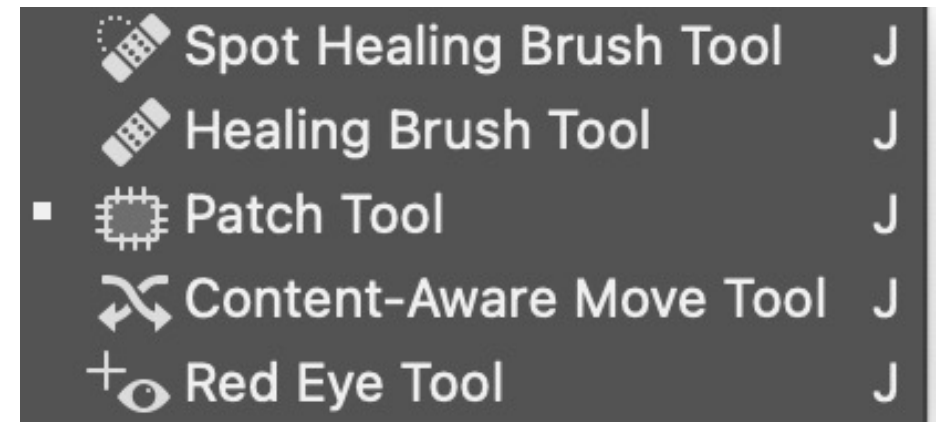 Spot Healing Brush Tool J
Healing Brush Tool J
Patch Tool J
Content-Aware Move Tool J
Red Eye Tool J